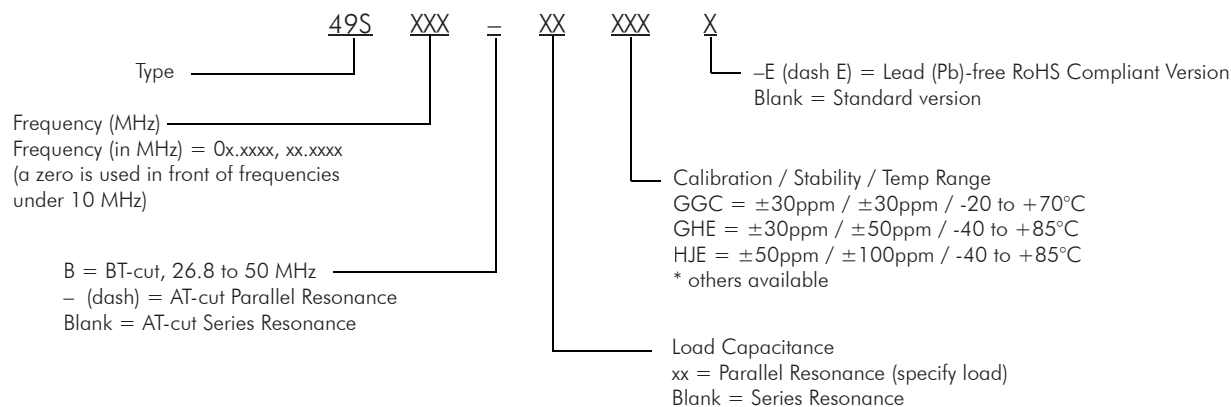 49S XXX – XX XXX X
Type
–E (dash E) = Lead (Pb)-free RoHS Compliant Version
Blank = Standard version
Frequency (MHz)
Frequency (in MHz) = 0x.xxxx, xx.xxxx
(a zero is used in front of frequencies
under 10 MHz)
Calibration / Stability / Temp Range
GGC = ±30ppm / ±30ppm / -20 to +70°C
GHE = ±30ppm / ±50ppm / -40 to +85°C
HJE = ±50ppm / ±100ppm / -40 to +85°C
* others available
B = BT-cut, 26.8 to 50 MHz
– (dash) = AT-cut Parallel Resonance
Blank = AT-cut Series Resonance
Load Capacitance
xx = Parallel Resonance (specify load)
Blank = Series Resonance